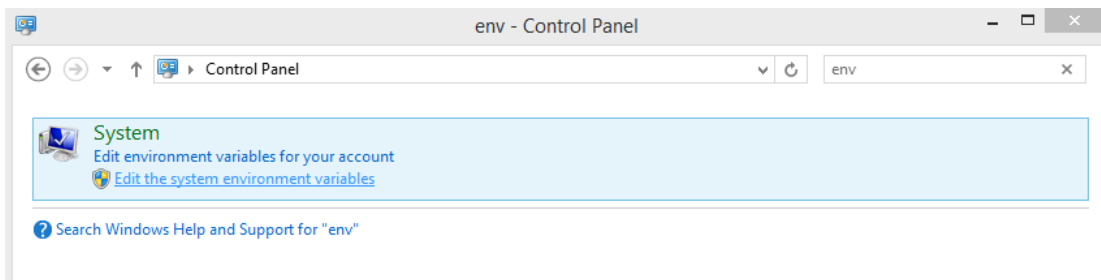 env - Control Panel
Control Panel
env
System
Edit environment variables for your account
Edit the system environment variables
Search Windows Help and Support for "env"